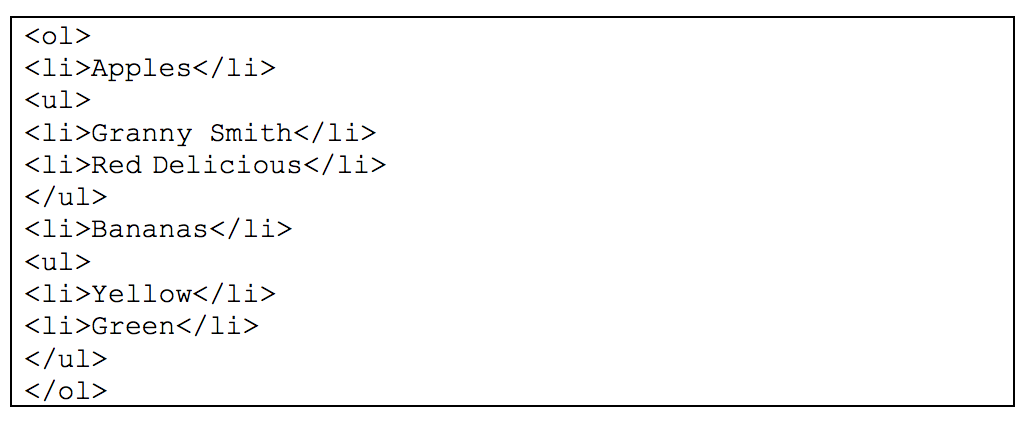 <ol>
<li>Apples</li>
<ul>
<li>Granny Smith</li>
<li>Red Delicious</li>
</ul>
<li>Bananas</li>
<ul>
<li>Yellow</li>
<li>Green</li>
</ul>
</ol>